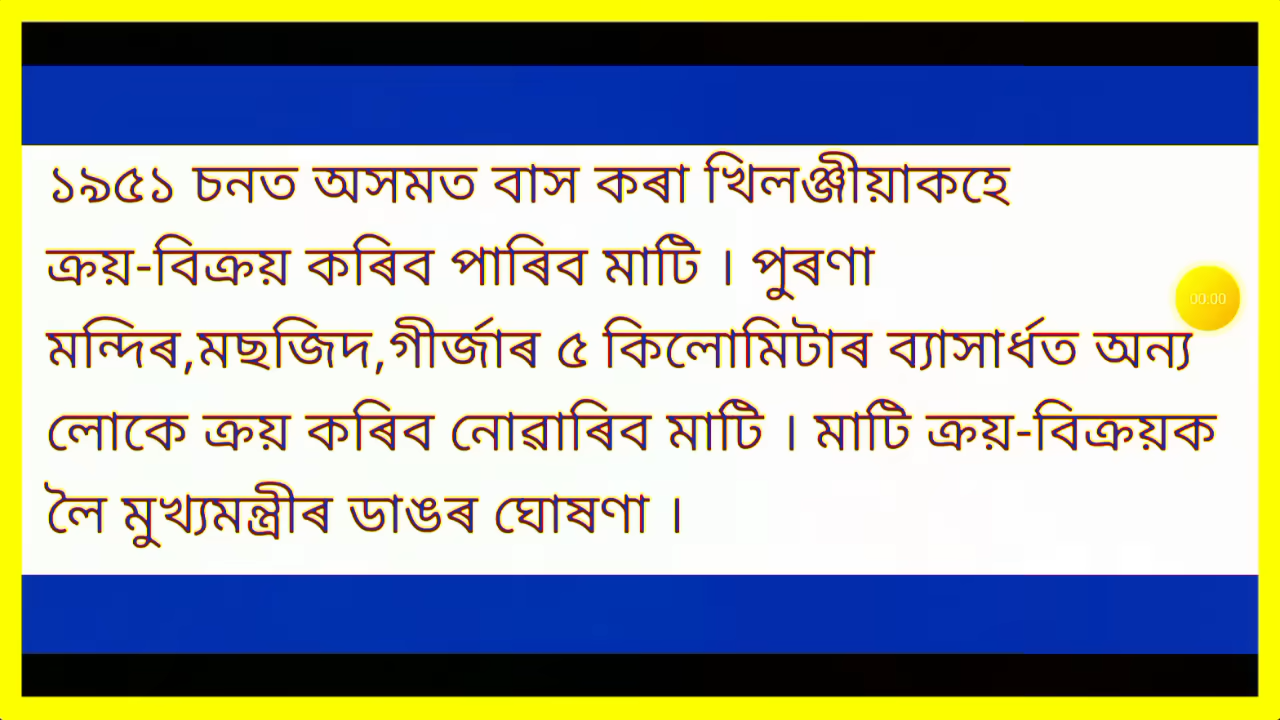 ১৯৫১ চনত অসমত বাস কৰা খিলঞ্জীয়াকহে
ক্রয়-বিক্রয় কৰিব পাৰিব মাটি । পুৰণা
00:00
মন্দিৰ,মছজিদ,গীৰ্জাৰ ৫ কিলোমিটাৰ ব্যাসাৰ্ধত অন্য
লোকে ক্রয় কৰিব নোৱাৰিব মাটি । মাটি ক্রয়-বিক্রয়ক
লৈ মুখ্যমন্ত্ৰীৰ ডাঙৰ ঘোষণা ।